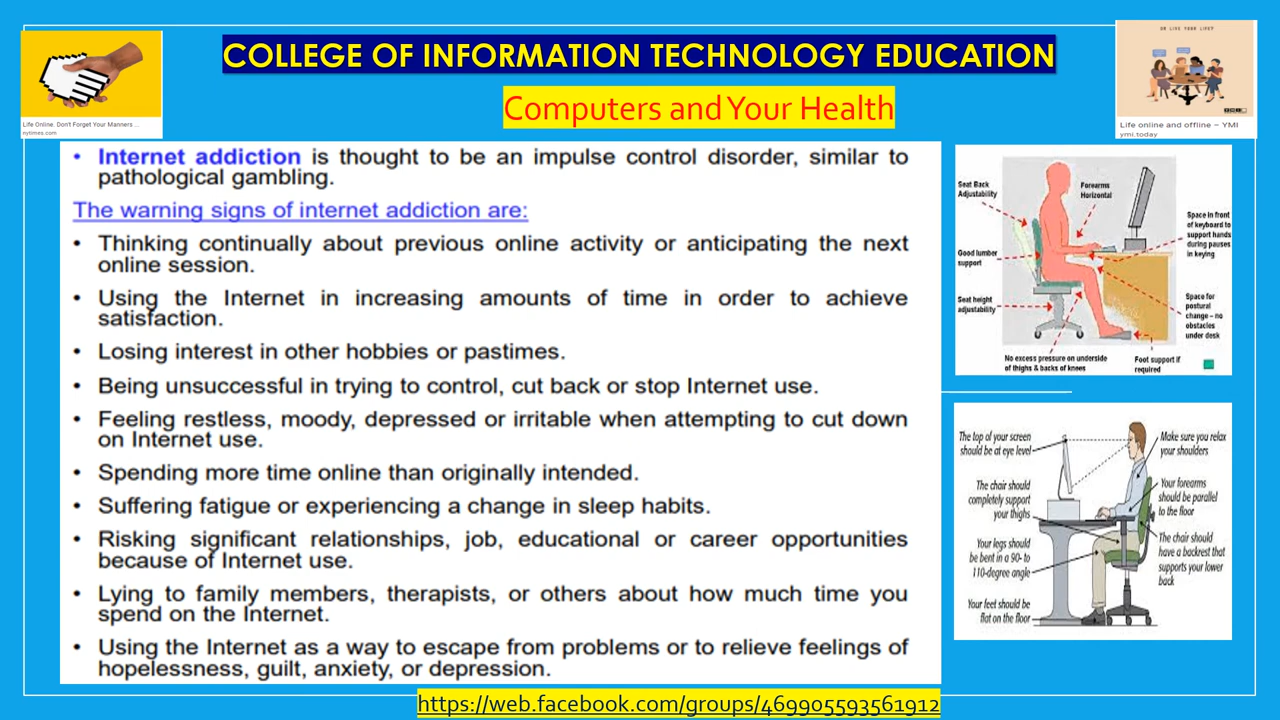 COLLEGE OF INFORMATION TECHNOLOGY EDUCATION
Computers and Your Health
Life Online. Don't Forget Your Manners ...
nytimes.com
OR LIVE YOUR LIFE?
Life online and offline – YMI
ymi.today
• Internet addiction is thought to be an impulse control disorder, similar to
pathological gambling.
The warning signs of internet addiction are:
• Thinking continually about previous online activity or anticipating the next
online session.
• Using the Internet in increasing amounts of time in order to achieve
satisfaction.
• Losing interest in other hobbies or pastimes.
• Being unsuccessful in trying to control, cut back or stop Internet use.
• Feeling restless, moody, depressed or irritable when attempting to cut down
on Internet use.
• Spending more time online than originally intended.
• Suffering fatigue or experiencing a change in sleep habits.
• Risking significant relationships, job, educational or career opportunities
because of Internet use.
• Lying to family members, therapists, or others about how much time you
spend on the Internet.
• Using the Internet as a way to escape from problems or to relieve feelings of
hopelessness, guilt, anxiety, or depression.
Seat Back
Adjustability
Forearms
Horizontal
Space in front
of keyboard to
support hands
during pauses
in keying
Good lumber
support
Seat height
adjustability
Space for
postural
change – no
obstacles
under desk
No excess pressure on underside
of thighs & backs of knees
Foot support if
required
The top of your screen
should be at eye level
Make sure you relax
your shoulders
The chair should
completely support
your thighs
Your forearms
should be parallel
to the floor
Your legs should
be bent in a 90- to
110-degree angle
The chair should
have a backrest that
supports your lower
back
Your feet should be
flat on the floor
https://web.facebook.com/groups/469905593561912